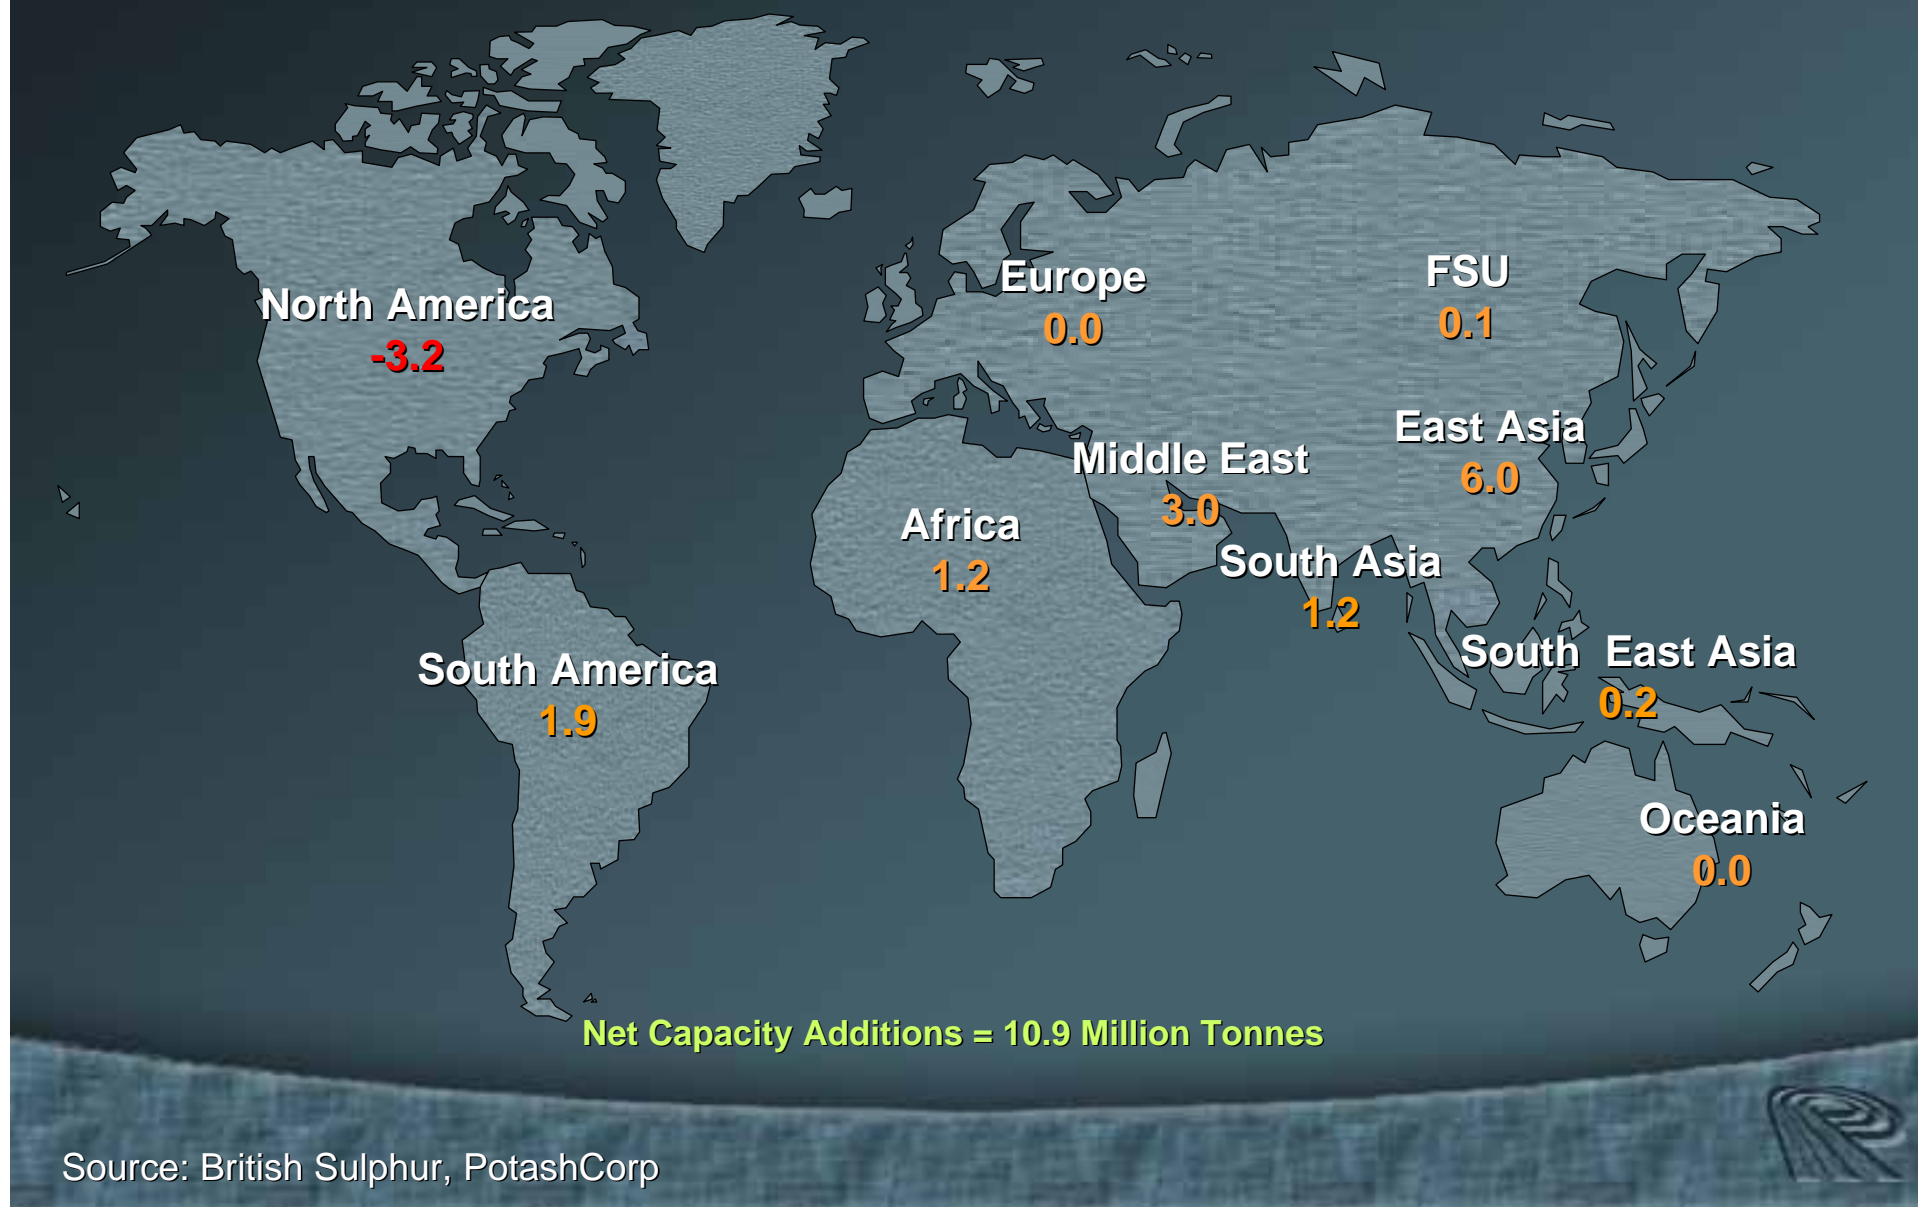 Europe
0.0
FSU
0.1
North America
-3.2
East Asia
6.0
Middle East
3.0
Africa
1.2
South Asia
1.2
South East Asia
0.2
South America
1.9
Oceania
0.0
Net Capacity Additions = 10.9 Million Tonnes
Source: British Sulphur, PotashCorp